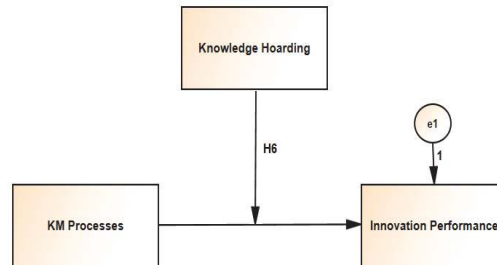 Knowledge Hoarding
e1
H6
1
KM Processes
Innovation Performance